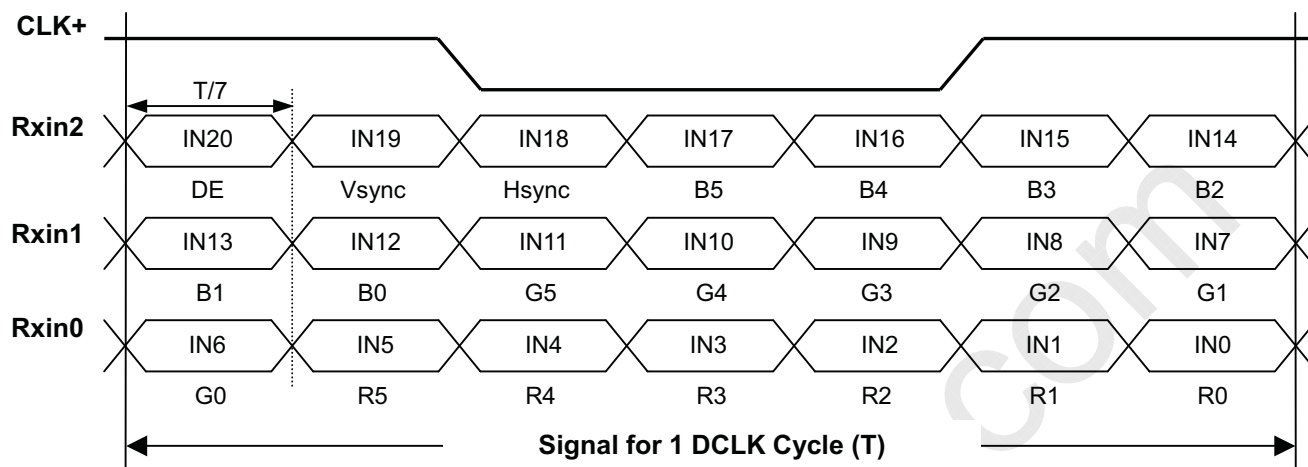 CLK+
T/7
Rxin2 IN20 IN19 IN18 IN17 IN16 IN15 IN14
DE Vsync Hsync B5 B4 B3 B2
Rxin1 IN13 IN12 IN11 IN10 IN9 IN8 IN7
B1 B0 G5 G4 G3 G2 G1
Rxin0 IN6 IN5 IN4 IN3 IN2 IN1 IN0
G0 R5 R4 R3 R2 R1 R0
Signal for 1 DCLK Cycle (T)
com